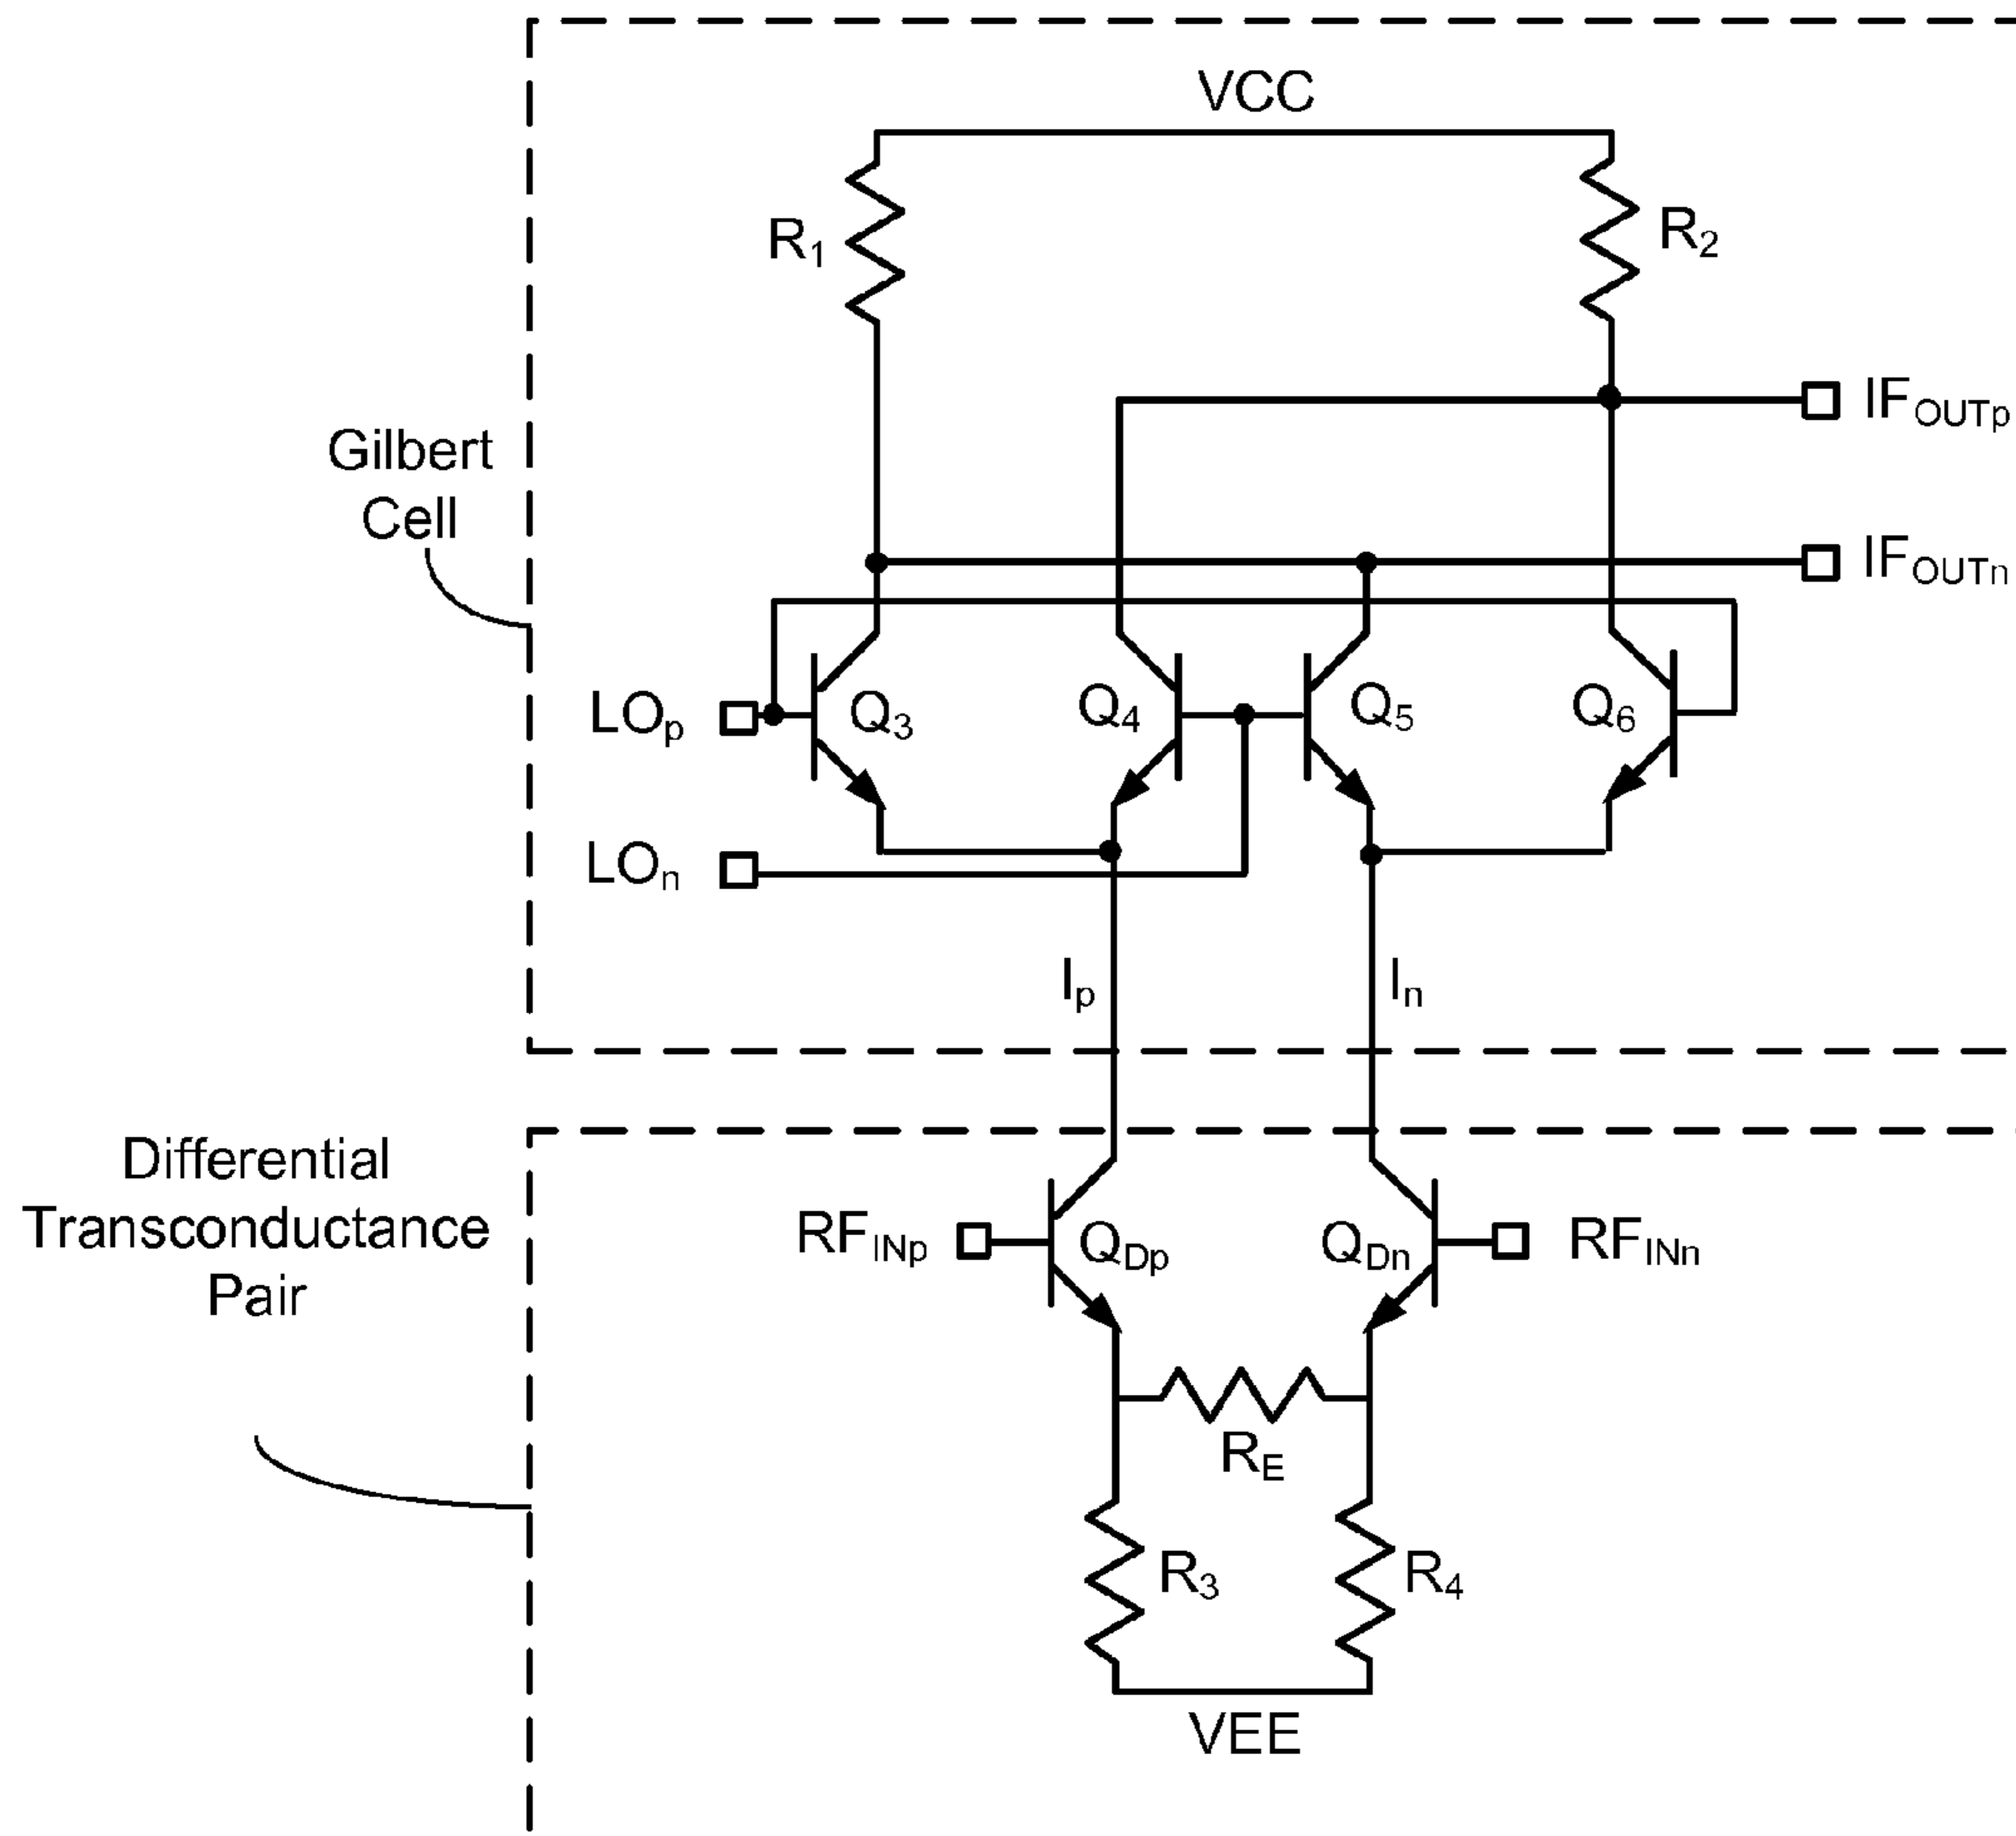 VCC
R1
R2
IFOUTp
Gilbert
Cell
IFOUTn
LOp
Q3
Q4
Q5
Q6
LOn
Ip
In
Differential
Transconductance
Pair
RFINp
QDp
QDn
RFINn
RE
R3
R4
VEE